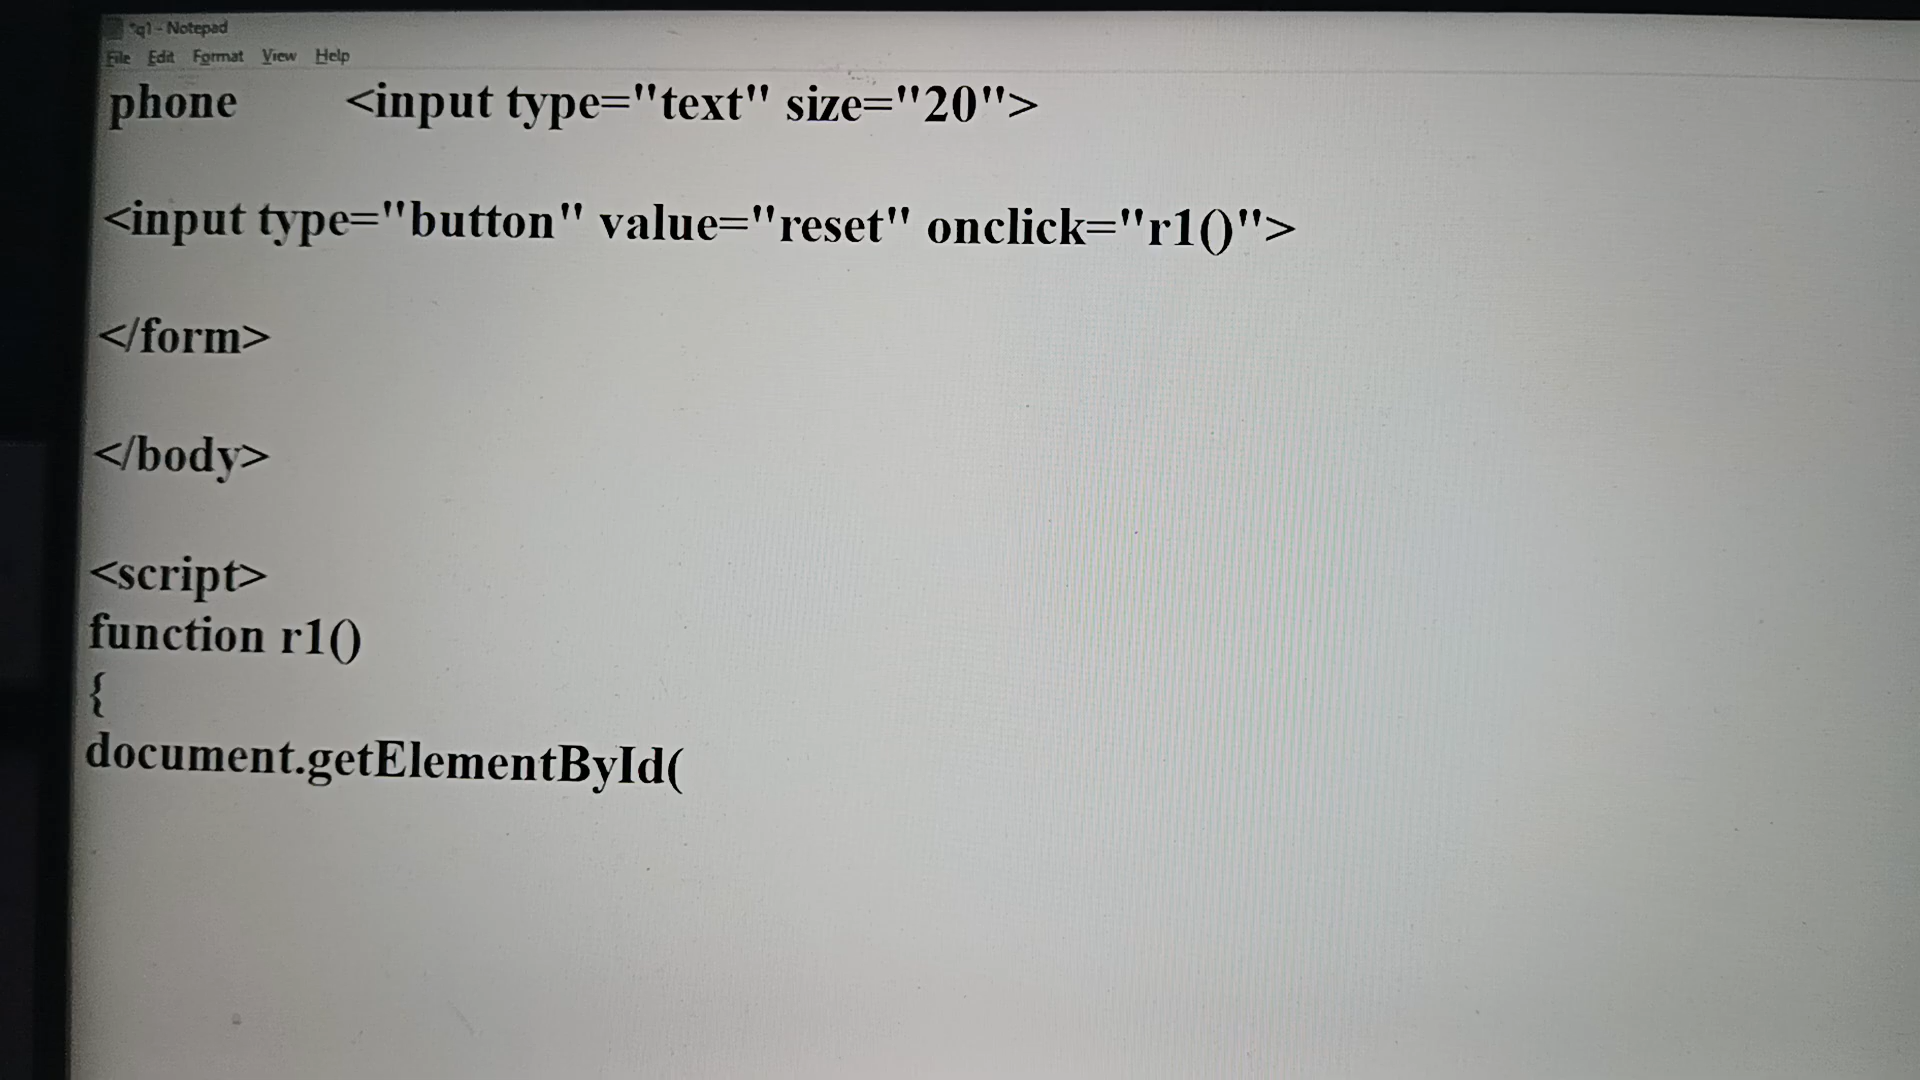 *q1 - Notepad
File Edit Format View Help
phone <input type="text" size="20">
<input type="button" value="reset" onclick="r1()">
</form>
</body>
<script>
function r1()
{
document.getElementById(